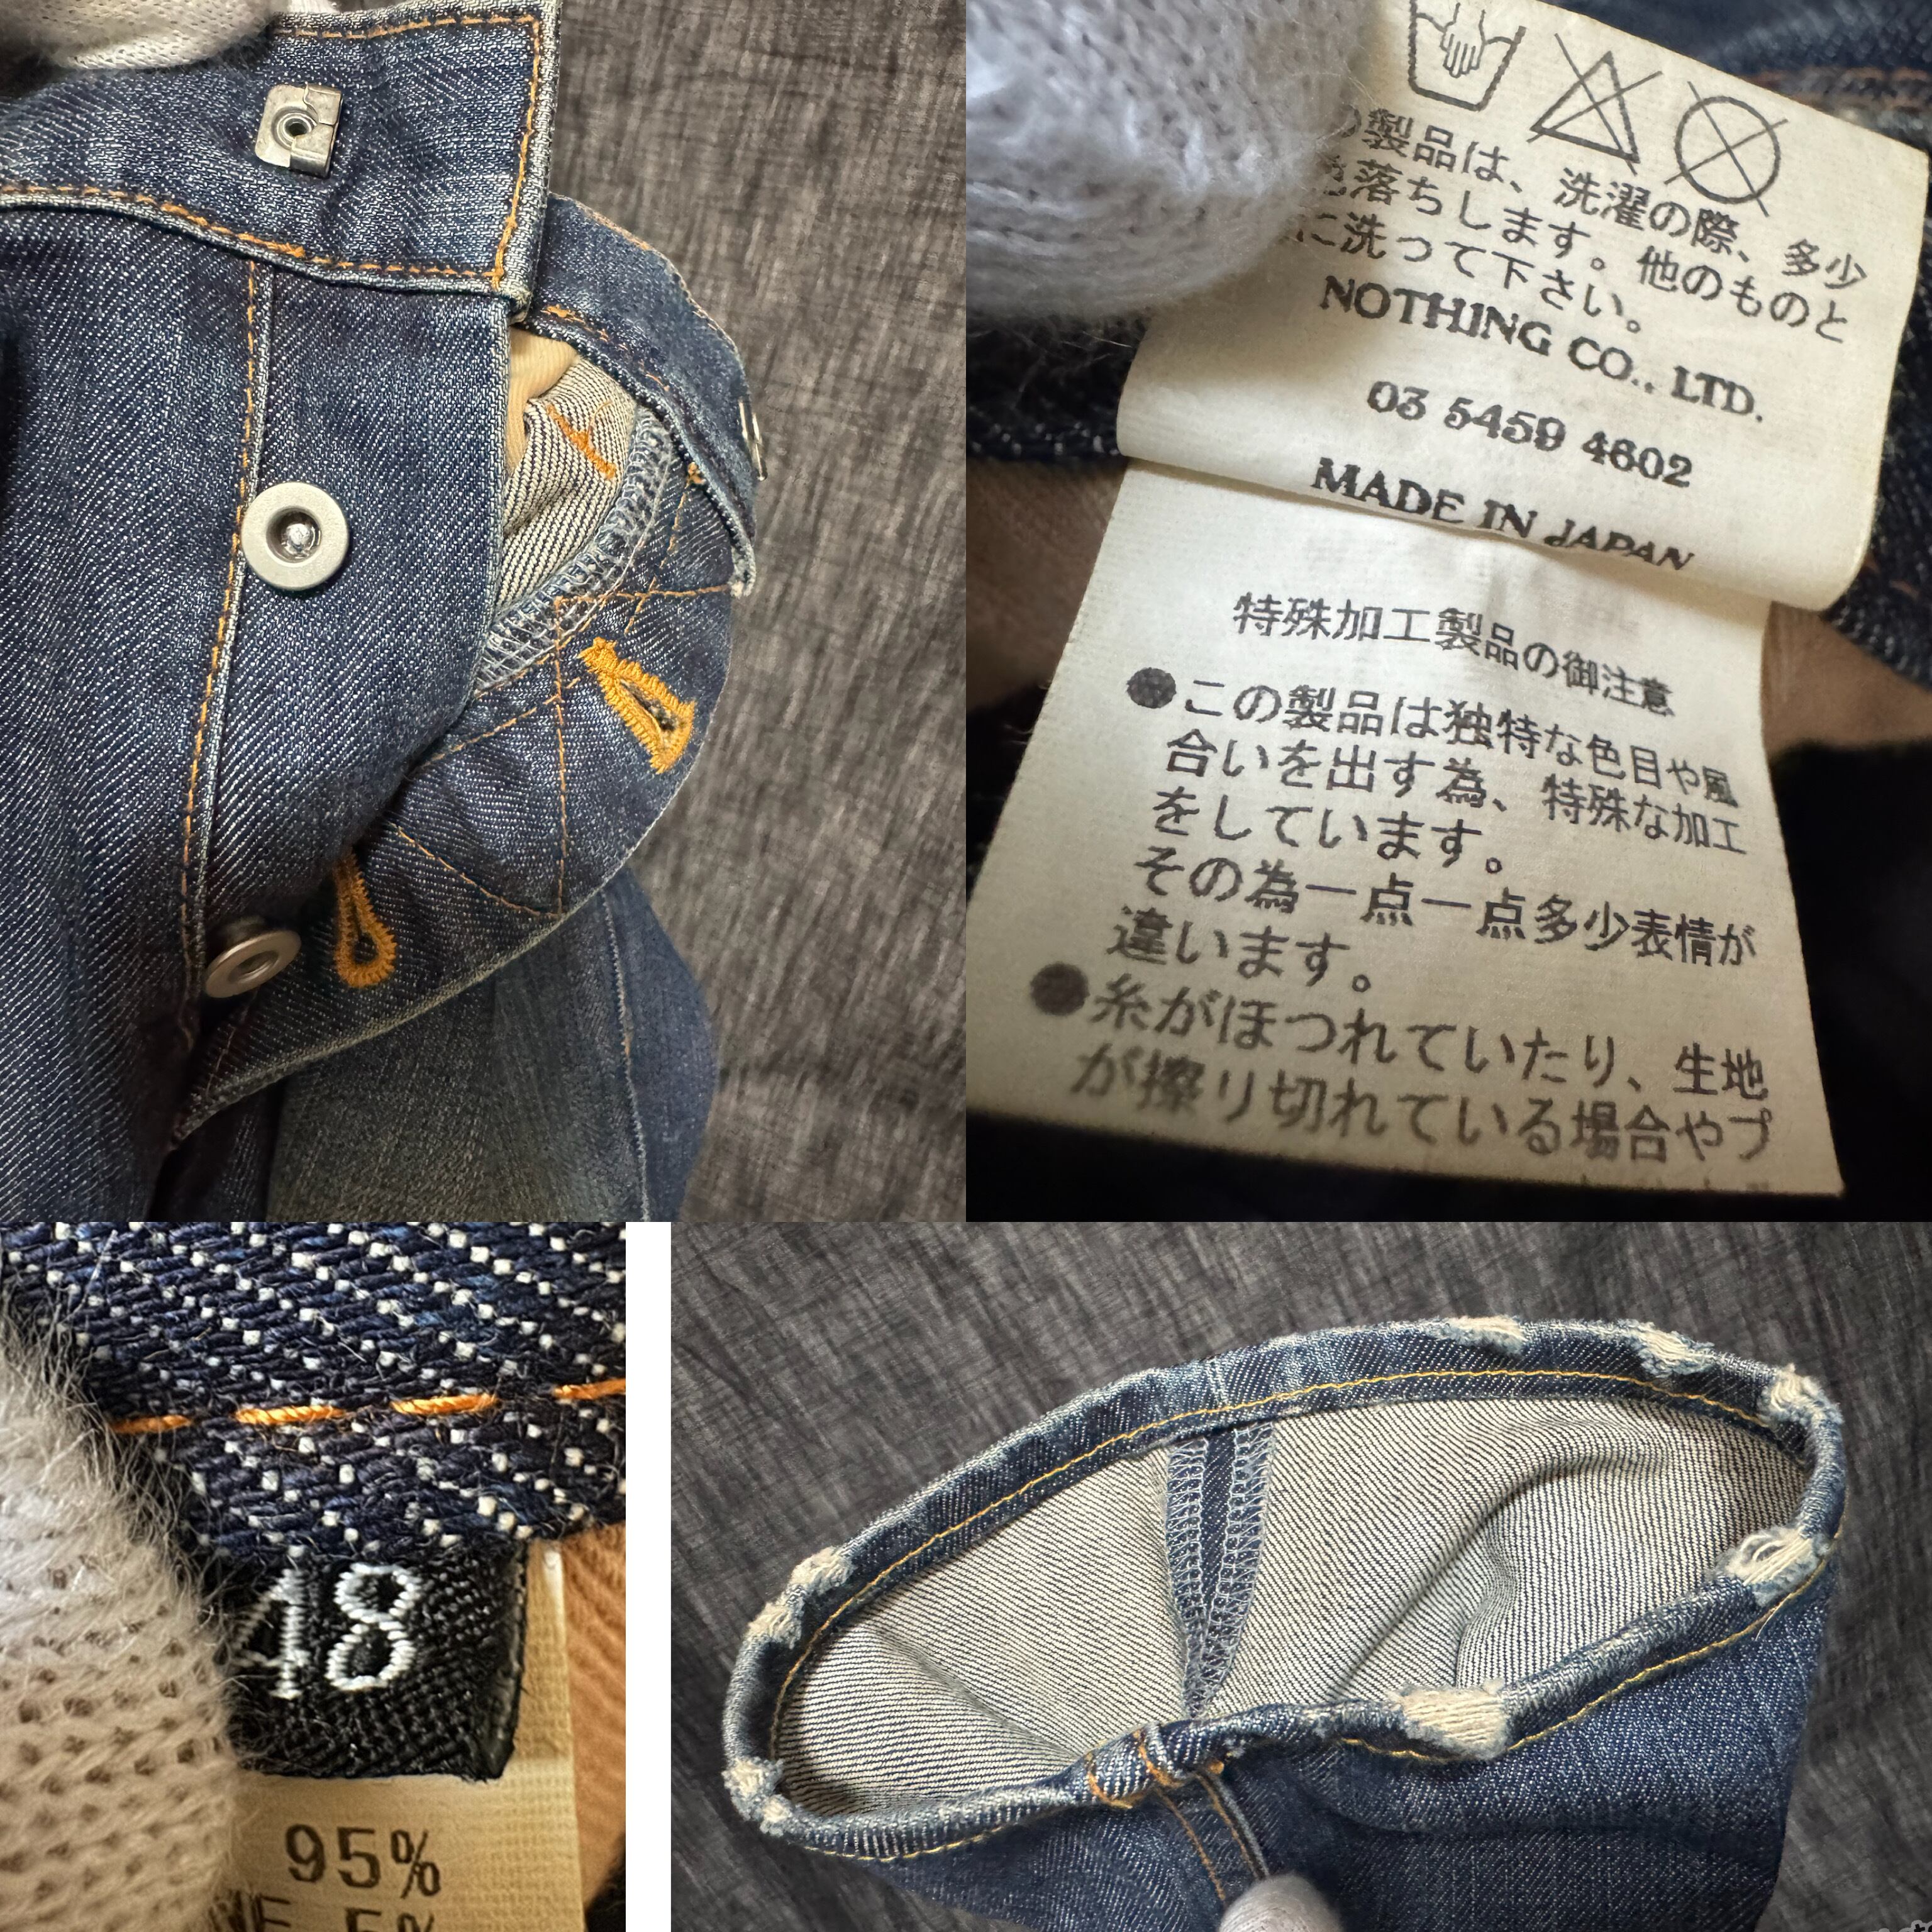 の製品は、洗濯の際、多少
色落ちします。他のものと
に洗って下さい。
NOTHING CO., LTD.
03 5459 4602
MADE IN JAPAN
特殊加工製品の御注意
●この製品は独特な色目や風
合いを出す為、特殊な加工
をしています。
その為一点一点多少表情が
違います。
●糸がほつれていたり、生地
が擦り切れている場合やプ
48
95%
5%